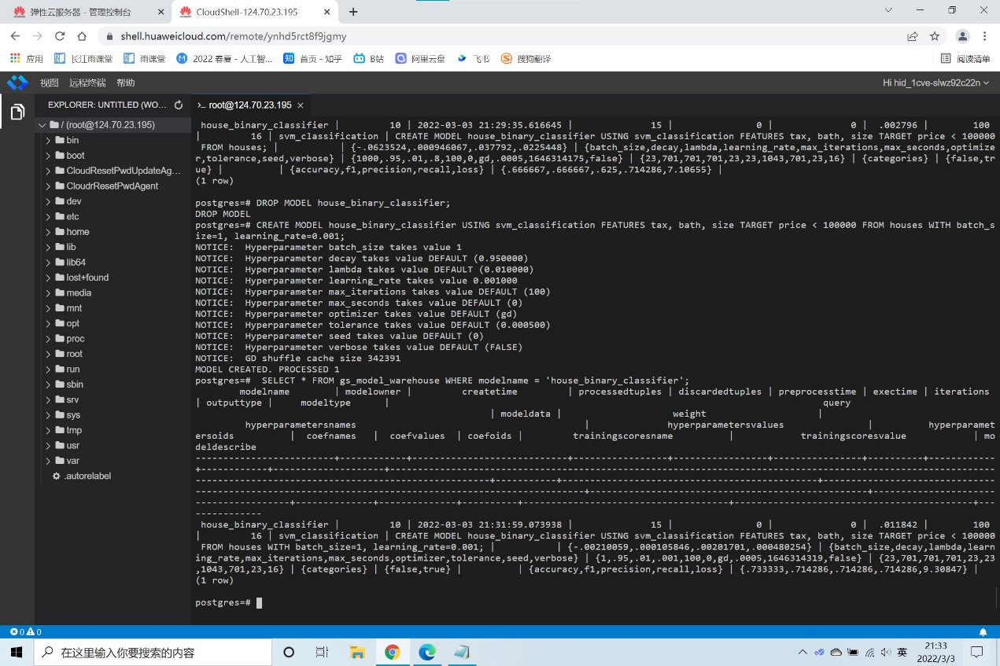 弹性云服务器 - 管理控制台
CloudShell-124.70.23.195
shell.huaweicloud.com/remote/ynhd5rct8f9jgmy
应用 长江雨课堂 雨课堂 2022 春夏 - 人工智... 首页 - 知乎 B站 阿里云盘 飞书 搜狗翻译 阅读清单
视图 远程终端 帮助 Hi hid_1cve-slwz92c22n
EXPLORER: UNTITLED (WO...
/ (root@124.70.23.195)
bin
boot
CloudResetPwdUpdateAg...
CloudrResetPwdAgent
dev
etc
home
lib
lib64
lost+found
media
mnt
opt
proc
root
run
sbin
srv
sys
tmp
usr
var
.autorelabel
>_ root@124.70.23.195
house_binary_classifier | 10 | 2022-03-03 21:29:35.616645 | 15 | 0 | 0 | .002796 | 100
| 16 | svm_classification | CREATE MODEL house_binary_classifier USING svm_classification FEATURES tax, bath, size TARGET price < 100000
FROM houses; | | {-.0623524,.000946067,.037792,.0225448} | {batch_size,decay,lambda,learning_rate,max_iterations,max_seconds,optimize
r,tolerance,seed,verbose} | {1000,.95,.01,.8,100,0,gd,.0005,1646314175,false} | {23,701,701,701,23,23,1043,701,23,16} | {categories} | {false,tr
ue} | | {accuracy,f1,precision,recall,loss} | {.666667,.666667,.625,.714286,7.10655} |
(1 row)
postgres=# DROP MODEL house_binary_classifier;
DROP MODEL
postgres=# CREATE MODEL house_binary_classifier USING svm_classification FEATURES tax, bath, size TARGET price < 100000 FROM houses WITH batch_s
ize=1, learning_rate=0.001;
NOTICE: Hyperparameter batch_size takes value 1
NOTICE: Hyperparameter decay takes value DEFAULT (0.950000)
NOTICE: Hyperparameter lambda takes value DEFAULT (0.010000)
NOTICE: Hyperparameter learning_rate takes value 0.001000
NOTICE: Hyperparameter max_iterations takes value DEFAULT (100)
NOTICE: Hyperparameter max_seconds takes value DEFAULT (0)
NOTICE: Hyperparameter optimizer takes value DEFAULT (gd)
NOTICE: Hyperparameter tolerance takes value DEFAULT (0.000500)
NOTICE: Hyperparameter seed takes value DEFAULT (0)
NOTICE: Hyperparameter verbose takes value DEFAULT (FALSE)
NOTICE: GD shuffle cache size 342391
MODEL CREATED. PROCESSED 1
postgres=# SELECT * FROM gs_model_warehouse WHERE modelname = 'house_binary_classifier';
modelname | modelowner | createtime | processedtuples | discardedtuples | preprocesstime | exectime | iterations
| outputtype | modeltype | query
| modeldata | weight |
hyperparametersnames | hyperparametersvalues | hyperparamet
ersoids | coefnames | coefvalues | coefoids | trainingscoresname | trainingscoresvalue | mo
deldescribe
house_binary_classifier | 10 | 2022-03-03 21:31:59.073938 | 15 | 0 | 0 | .011842 | 100
| 16 | svm_classification | CREATE MODEL house_binary_classifier USING svm_classification FEATURES tax, bath, size TARGET price < 100000
FROM houses WITH batch_size=1, learning_rate=0.001; | | {-.00210059,.000105846,.00201701,.000480254} | {batch_size,decay,lambda,learn
ing_rate,max_iterations,max_seconds,optimizer,tolerance,seed,verbose} | {1,.95,.01,.001,100,0,gd,.0005,1646314319,false} | {23,701,701,701,23,23
,1043,701,23,16} | {categories} | {false,true} | | {accuracy,f1,precision,recall,loss} | {.733333,.714286,.714286,.714286,9.30847} |
(1 row)
postgres=#
0 0
在这里输入你要搜索的内容
英
21:33
2022/3/3